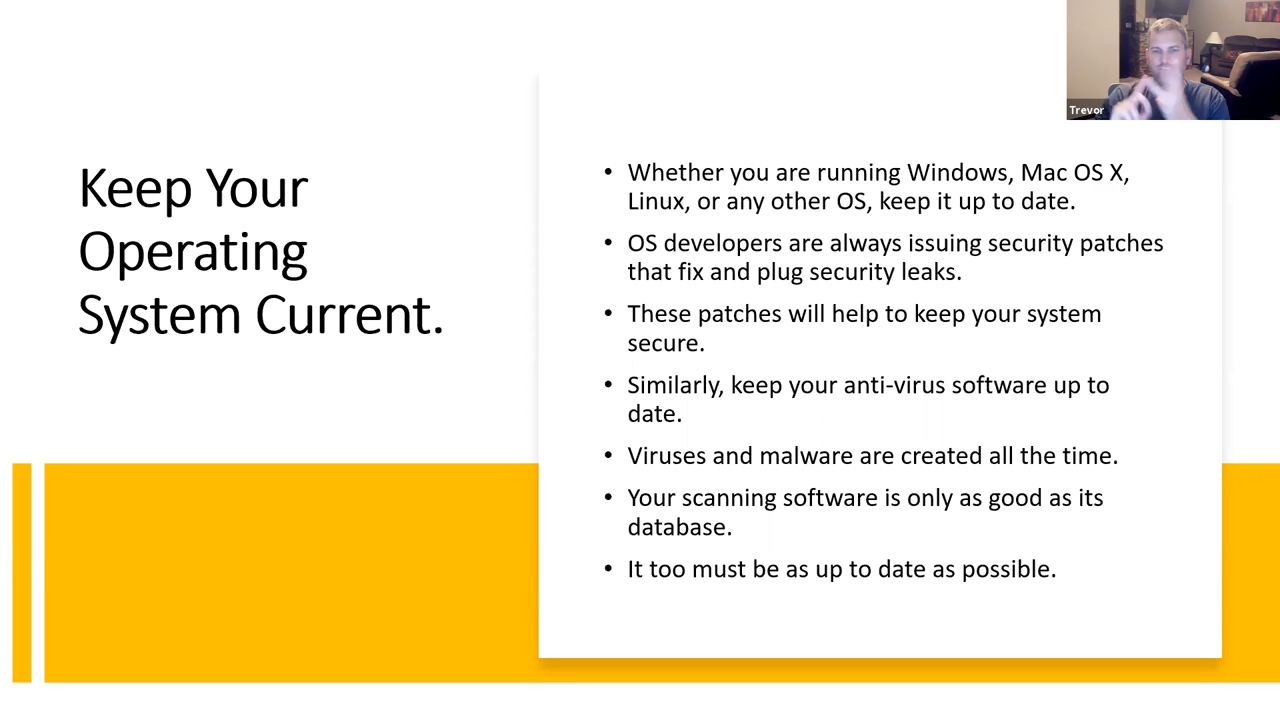 Trevor
Keep Your
Operating
System Current.
• Whether you are running Windows, Mac OS X,
Linux, or any other OS, keep it up to date.
• OS developers are always issuing security patches
that fix and plug security leaks.
• These patches will help to keep your system
secure.
• Similarly, keep your anti-virus software up to
date.
• Viruses and malware are created all the time.
• Your scanning software is only as good as its
database.
• It too must be as up to date as possible.